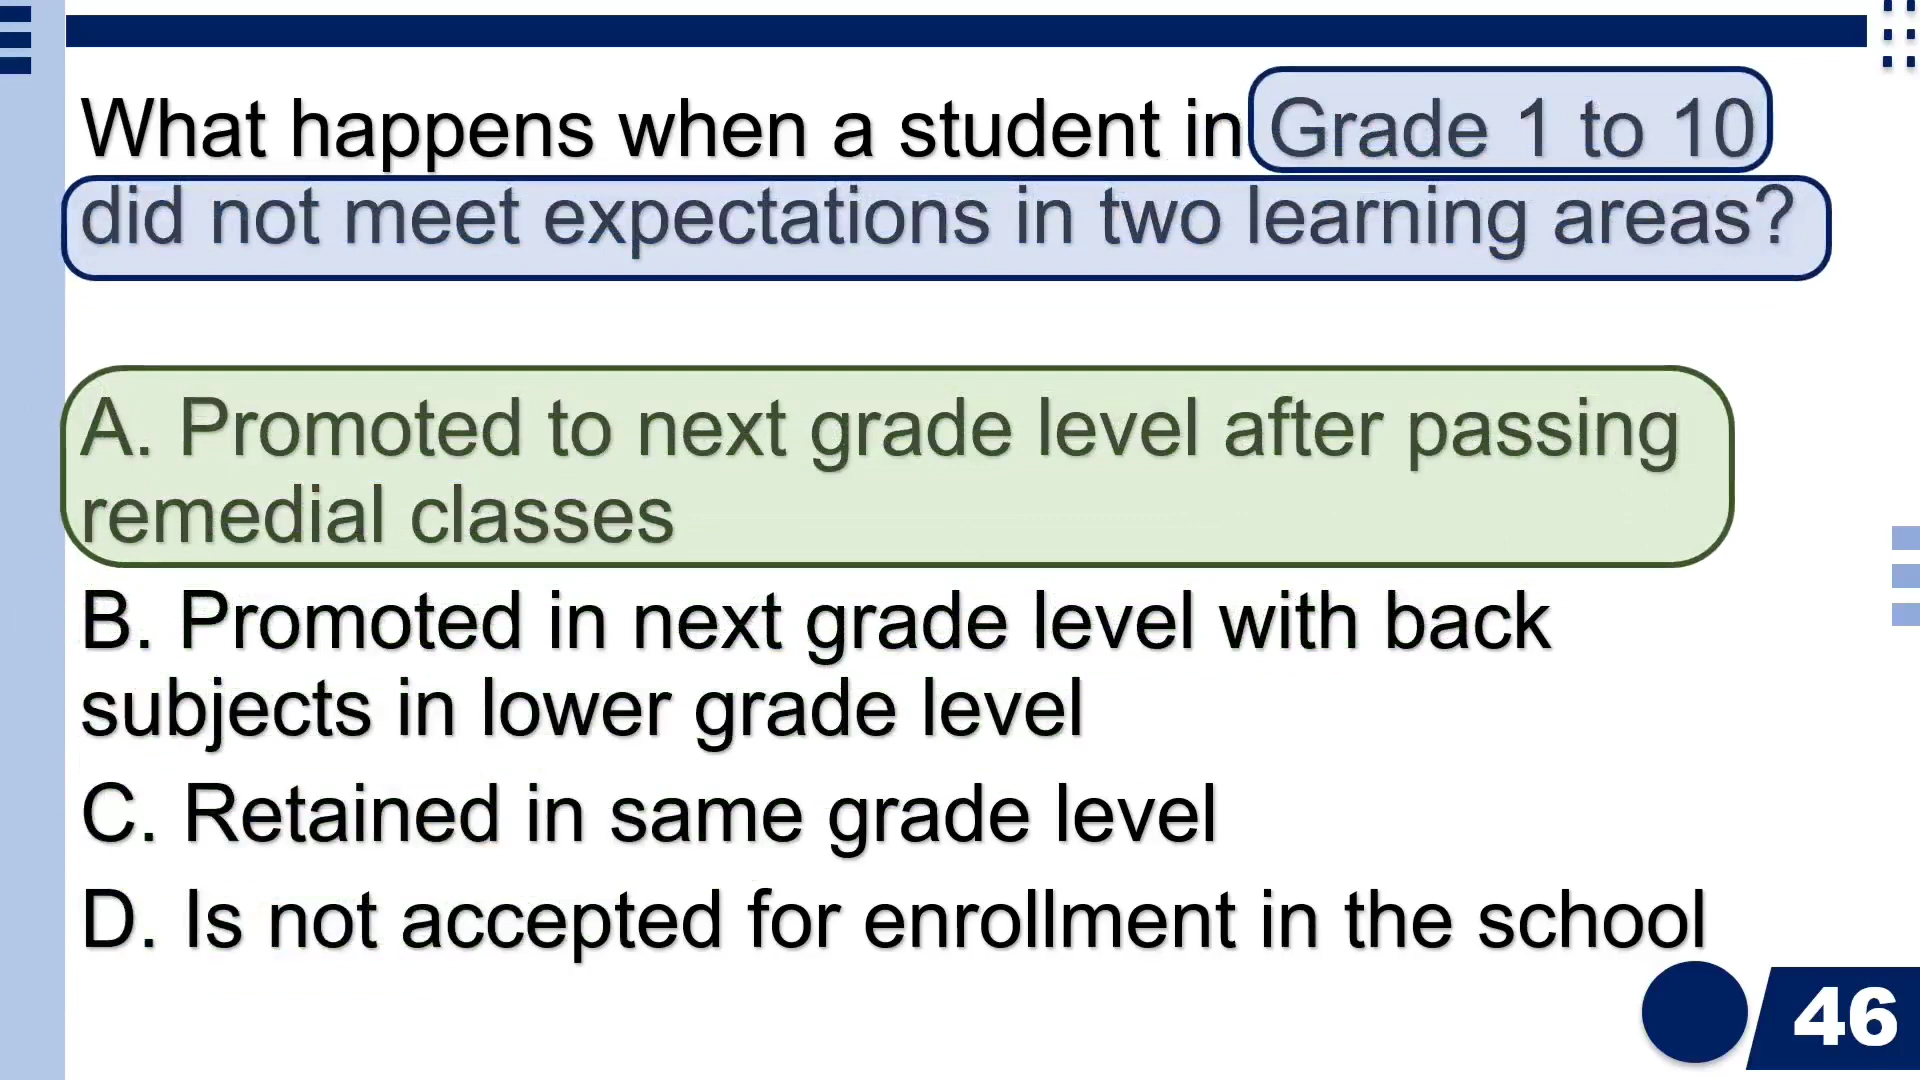 What happens when a student in Grade 1 to 10
did not meet expectations in two learning areas?
A. Promoted to next grade level after passing
remedial classes
B. Promoted in next grade level with back
subjects in lower grade level
C. Retained in same grade level
D. Is not accepted for enrollment in the school
46